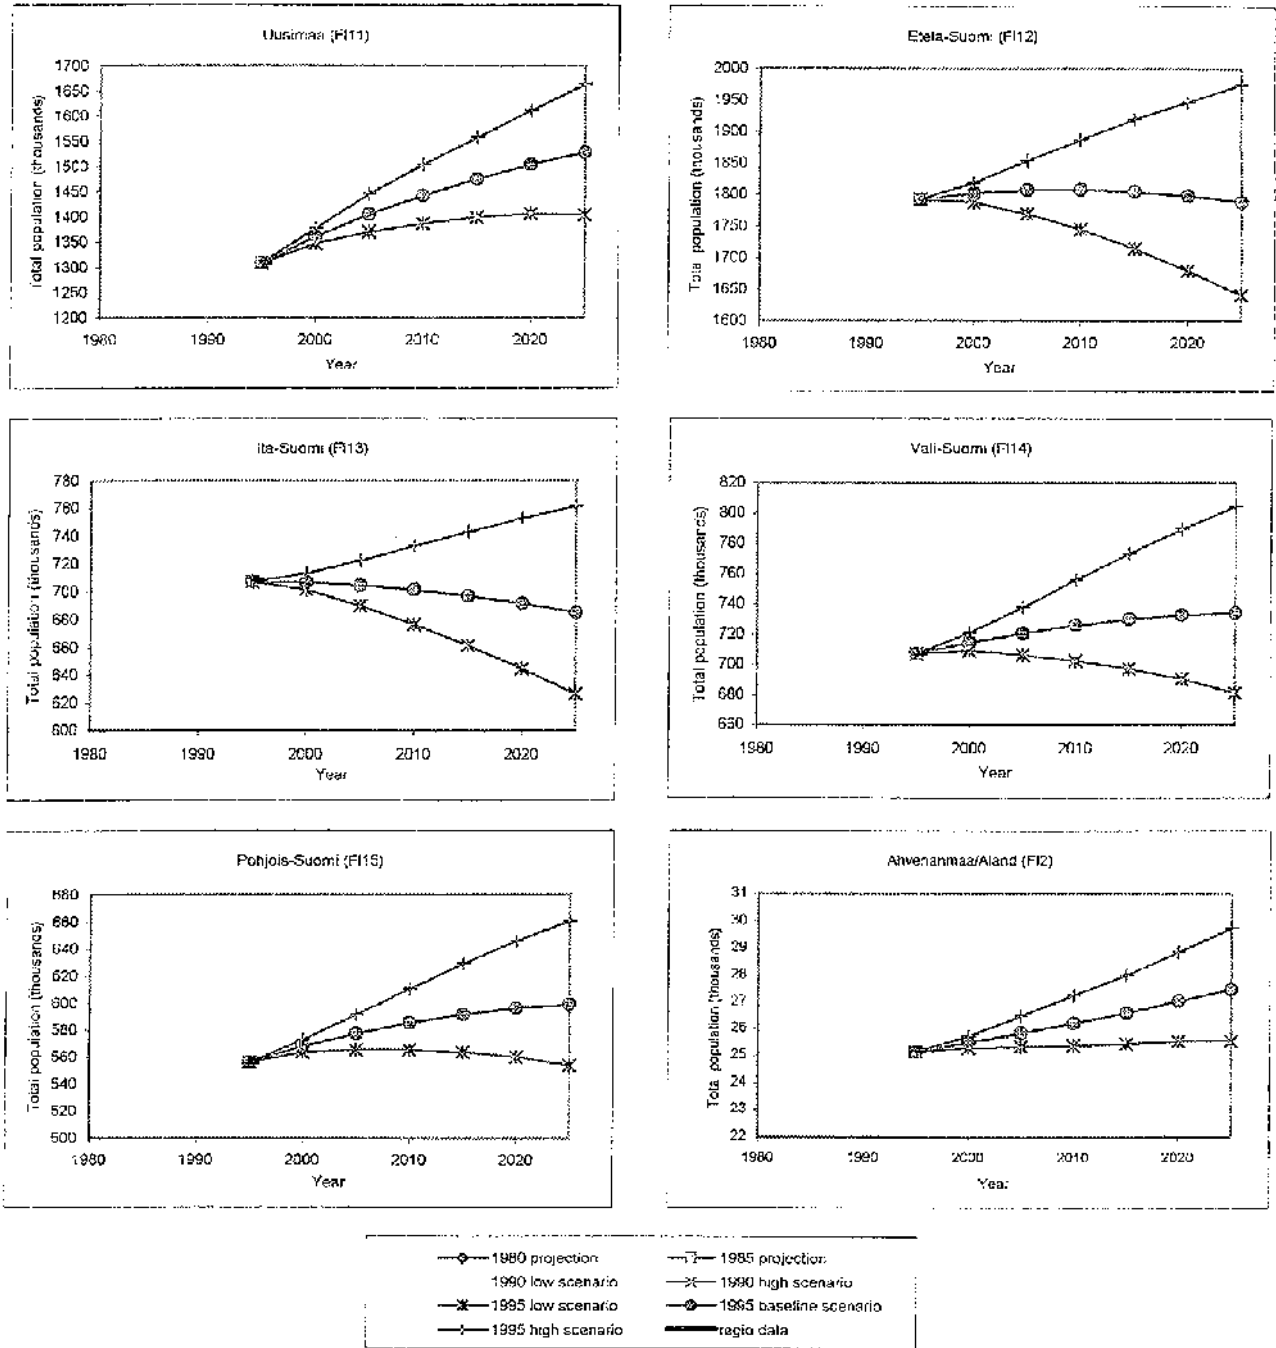 Uusimaa (FI11)
Total population (thousands)
1700
1650
1600
1550
1500
1450
1400
1350
1300
1250
1200
1980 1990 2000 2010 2020
Year
Etela-Suomi (FI12)
Total population (thousands)
2000
1950
1900
1850
1800
1750
1700
1650
1600
1980 1990 2000 2010 2020
Year
Ita-Suomi (FI13)
Total population (thousands)
780
760
740
720
700
680
660
640
620
600
1980 1990 2000 2010 2020
Year
Vali-Suomi (FI14)
Total population (thousands)
820
800
780
760
740
720
700
680
660
1980 1990 2000 2010 2020
Year
Pohjois-Suomi (FI15)
Total population (thousands)
680
660
640
620
600
580
560
540
520
500
1980 1990 2000 2010 2020
Year
Ahvenanmaa/Aland (FI2)
Total population (thousands)
31
30
29
28
27
26
25
24
23
22
1980 1990 2000 2010 2020
Year
1980 projection 1985 projection
1990 low scenario 1990 high scenario
1995 low scenario 1995 baseline scenario
1995 high scenario regio data